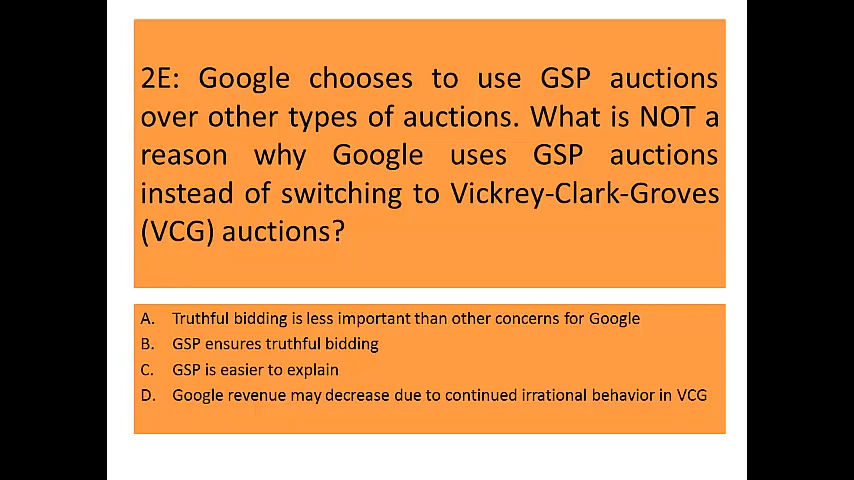 2E: Google chooses to use GSP auctions
over other types of auctions. What is NOT a
reason why Google uses GSP auctions
instead of switching to Vickrey-Clark-Groves
(VCG) auctions?
A. Truthful bidding is less important than other concerns for Google
B. GSP ensures truthful bidding
C. GSP is easier to explain
D. Google revenue may decrease due to continued irrational behavior in VCG